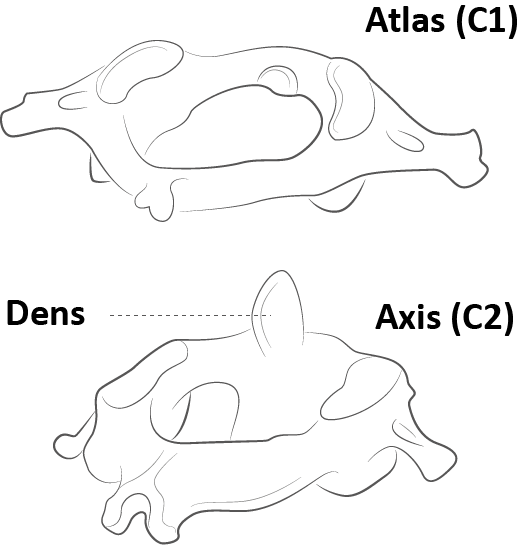 Atlas (C1)
Dens
Axis (C2)